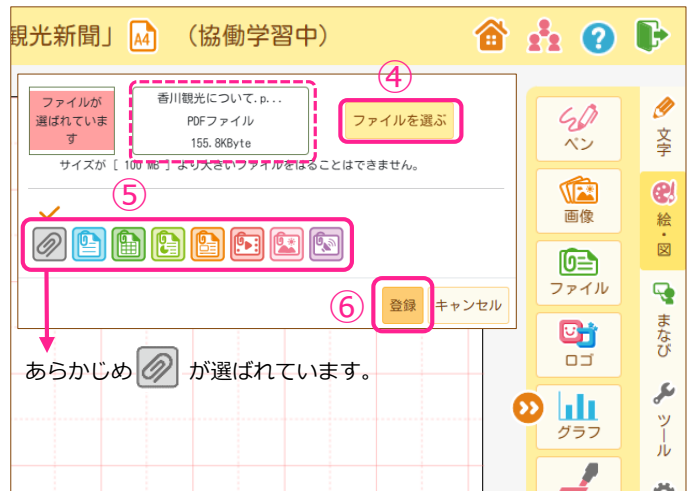 観光新聞」 A4 （協働学習中）
?
④
ファイルが
選ばれていま
す
香川観光について.p...
PDFファイル
155.8KByte
ファイルを選ぶ
サイズが [ 100 MB ] より大きいファイルをはることはできません。
⑤
⑥
登録
キャンセル
あらかじめ が選ばれています。
ペン
画像
ファイル
ロゴ
グラフ
文字
絵・図
まなび
ツール